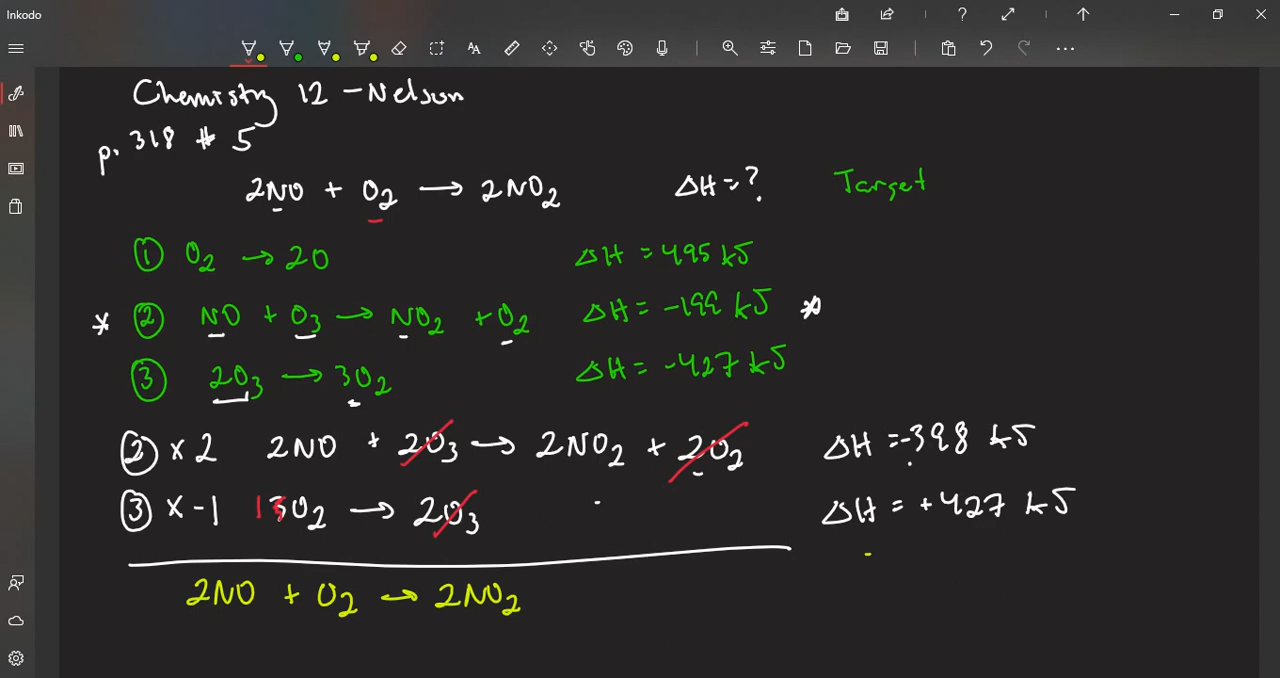 Inkodo
Chemistry 12 - Nelson
p. 318 # 5
2NO + O₂ → 2NO₂ ΔH = ? Target
① O₂ → 2O ΔH = 495 kJ
* ② NO + O₃ → NO₂ + O₂ ΔH = -199 kJ *
③ 2O₃ → 3O₂ ΔH = -427 kJ
② x 2 2NO + 2O₃ → 2NO₂ + 2O₂ ΔH = -398 kJ
③ x -1 1 3O₂ → 2O₃ ΔH = +427 kJ
2NO + O₂ → 2NO₂